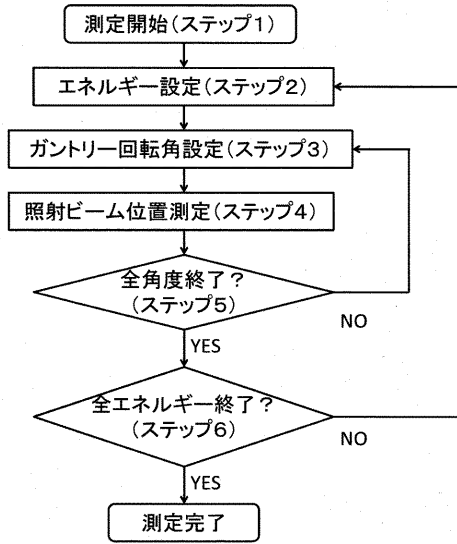 測定開始(ステップ1)
エネルギー設定(ステップ2)
ガントリー回転角設定(ステップ3)
照射ビーム位置測定(ステップ4)
全角度終了?
(ステップ5)
NO
YES
全エネルギー終了?
(ステップ6)
NO
YES
測定完了